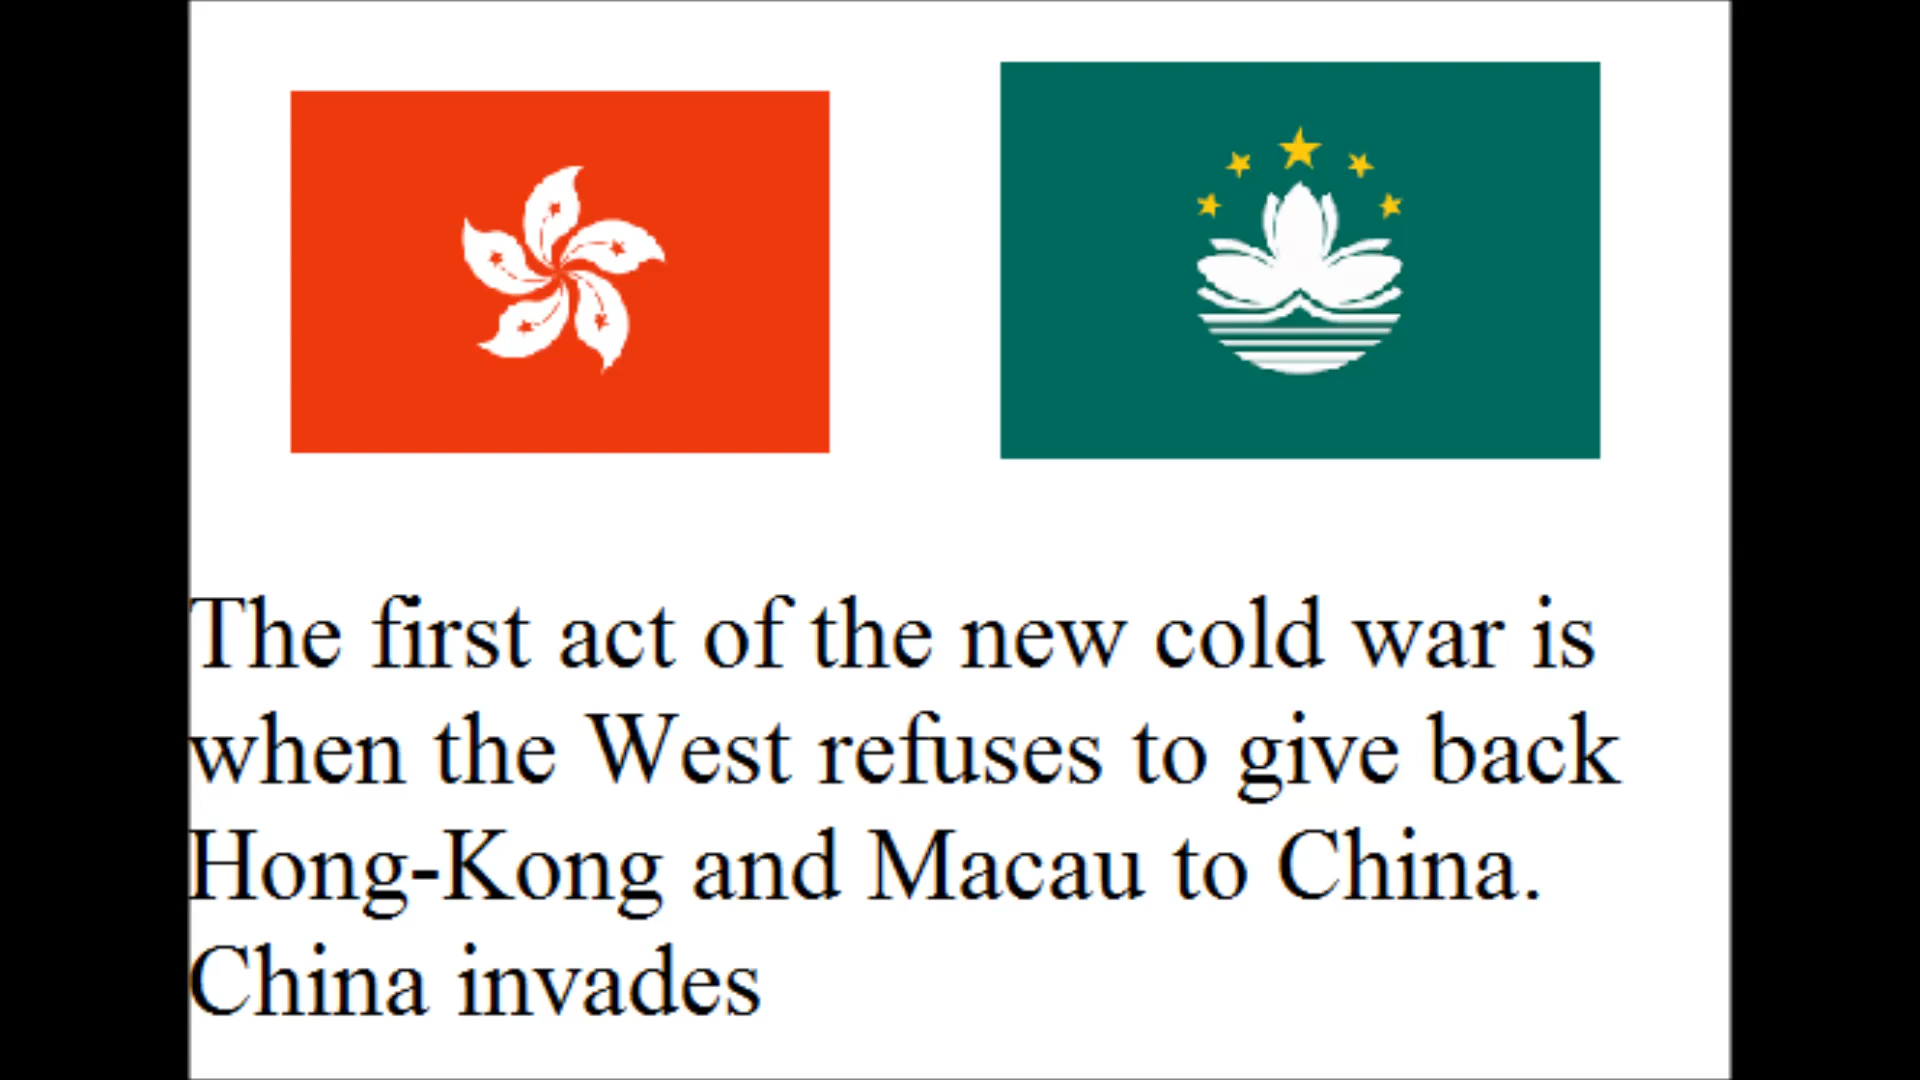 The first act of the new cold war is
when the West refuses to give back
Hong-Kong and Macau to China.
China invades